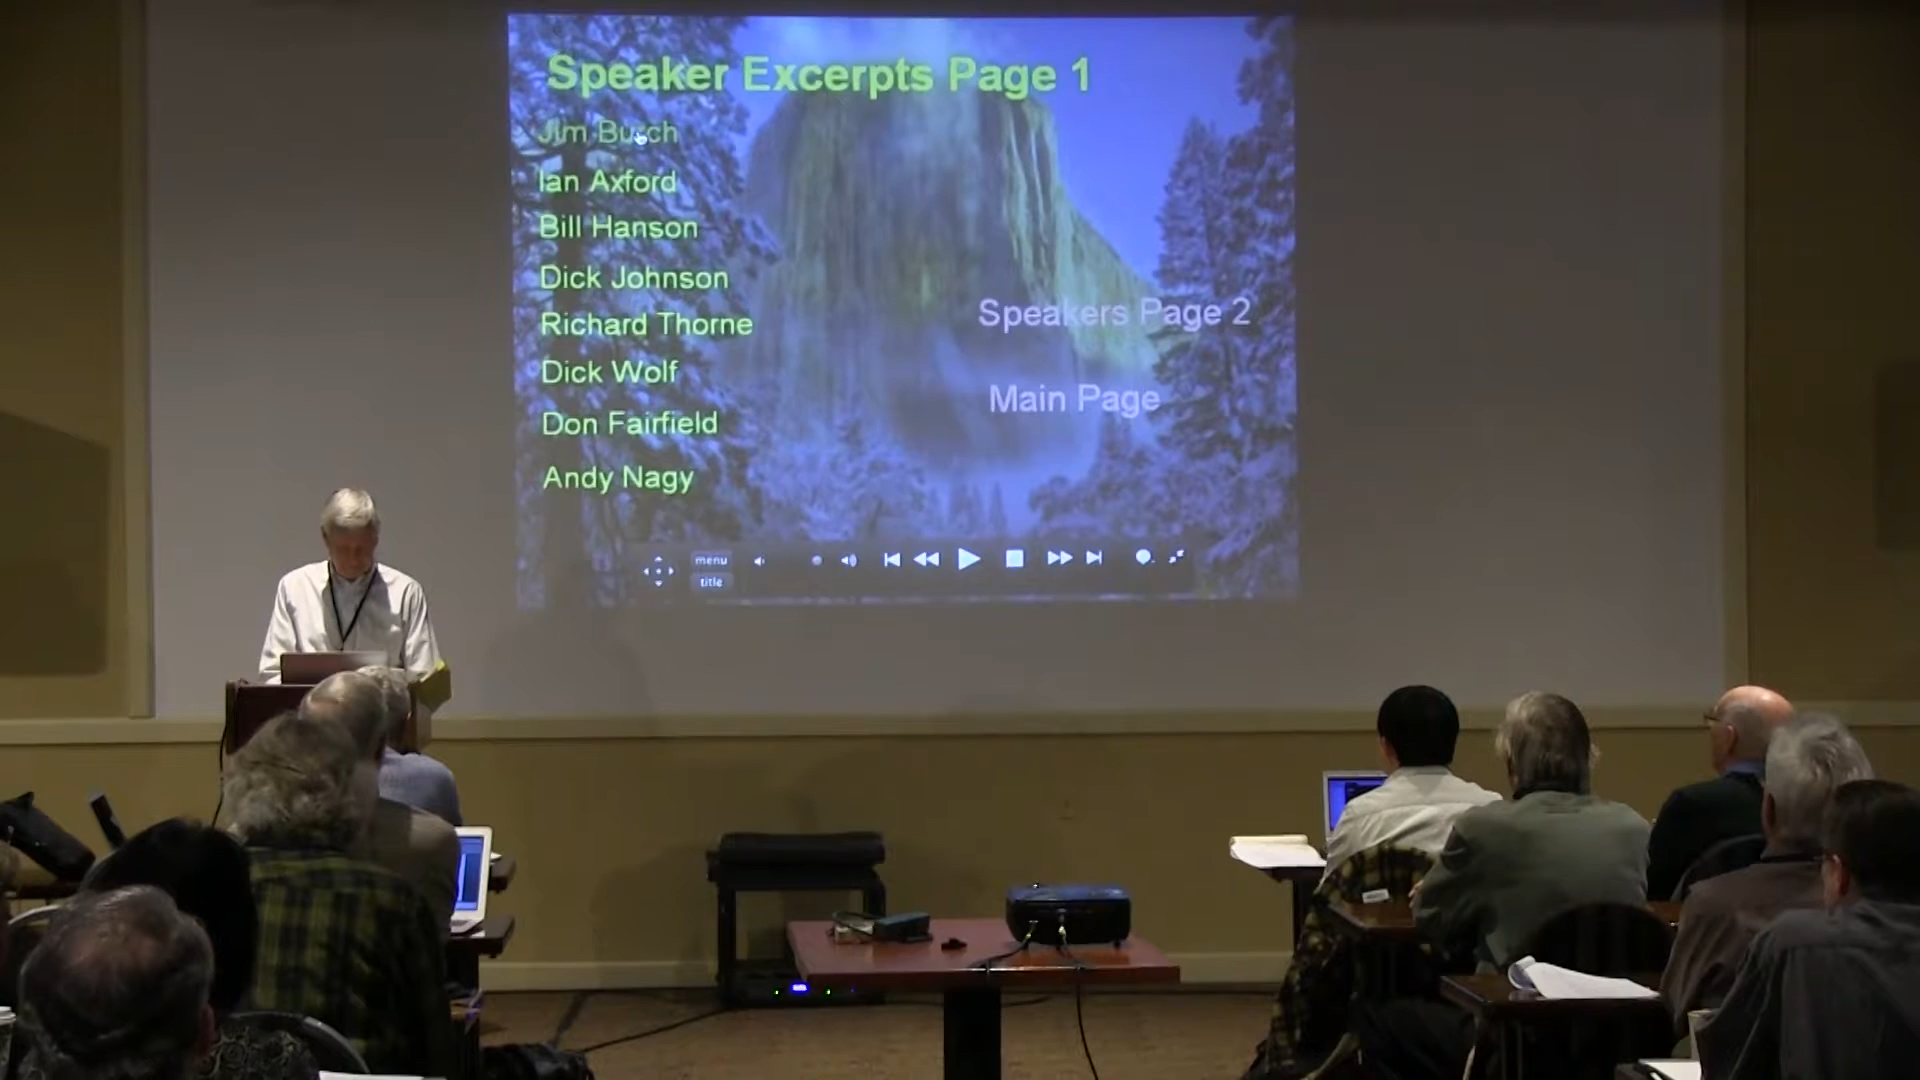 Speaker Excerpts Page 1
Jim Burch
Ian Axford
Bill Hanson
Dick Johnson
Richard Thorne
Dick Wolf
Don Fairfield
Andy Nagy
Speakers Page 2
Main Page
menu
title